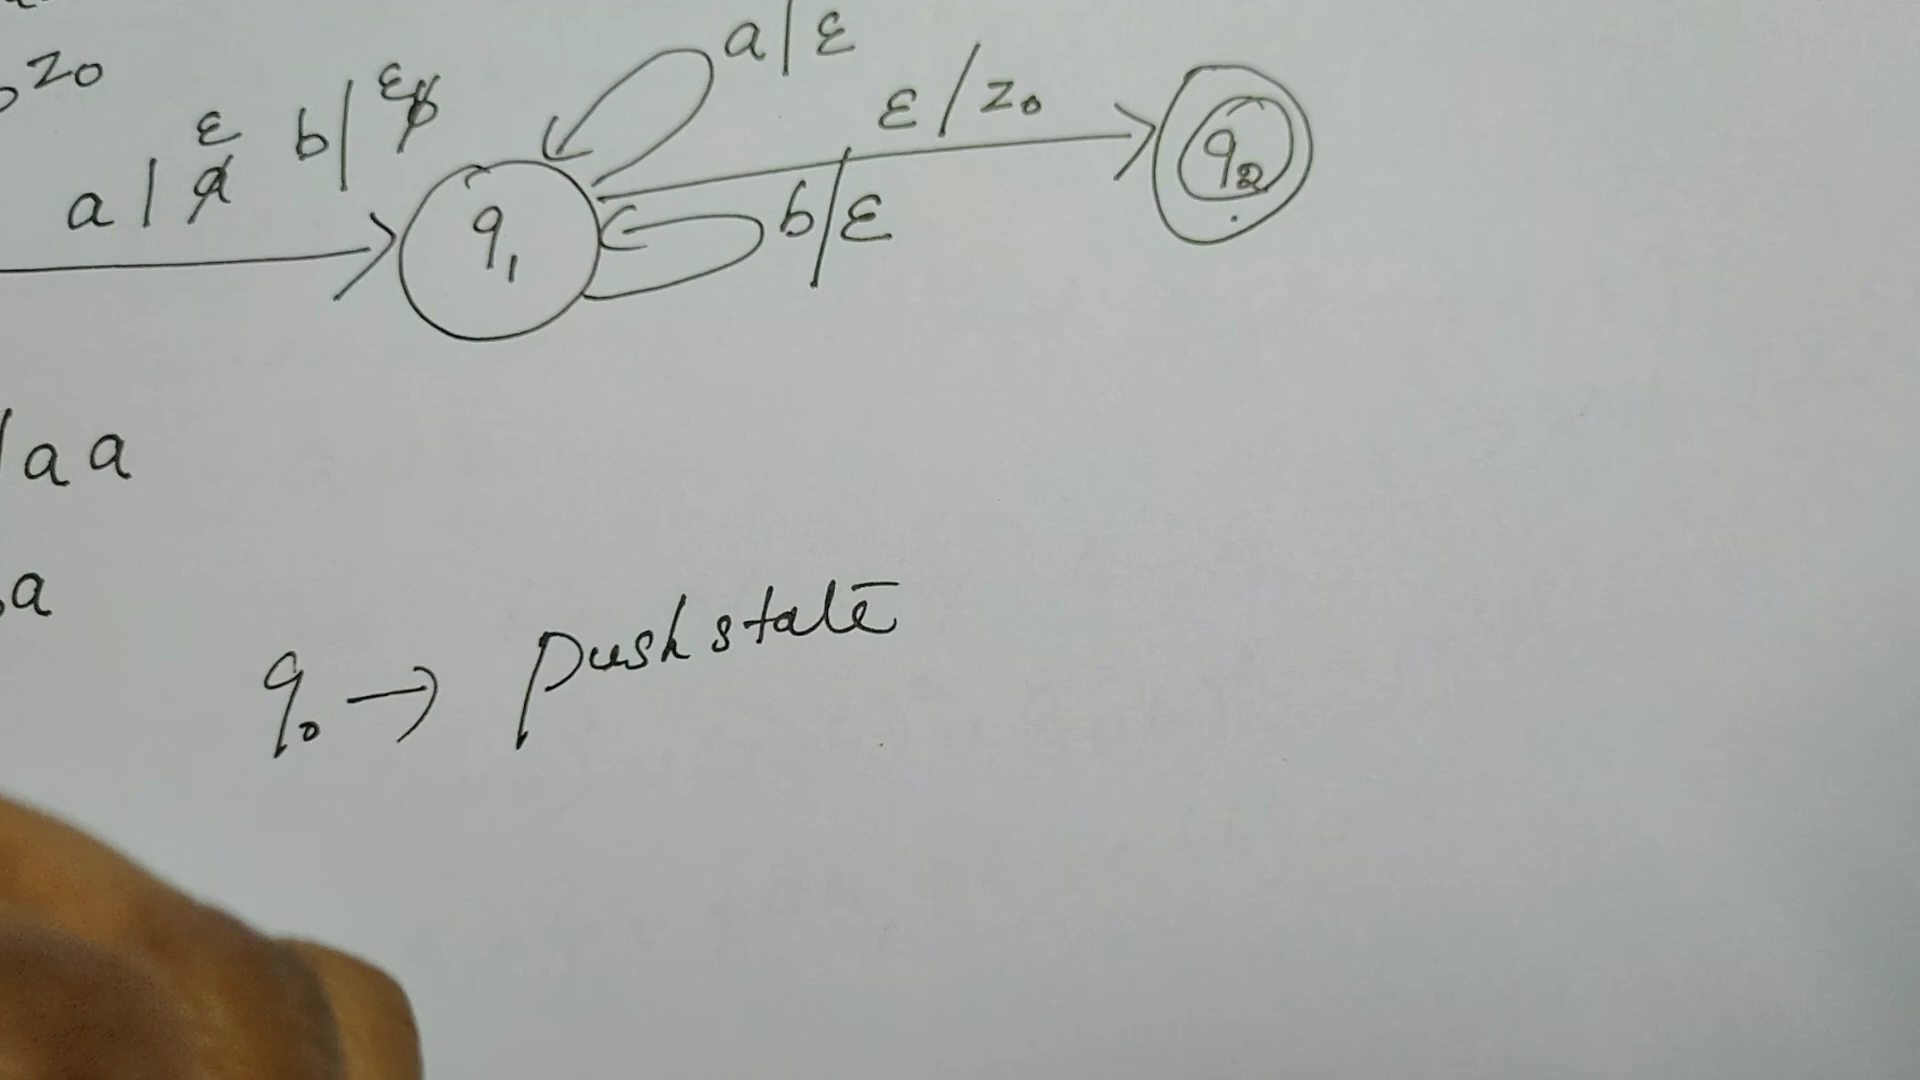 z0
a | ε b | ε
a | ε
ε / z0
q1
b/ε
q2
/aa
a
q0 → push state